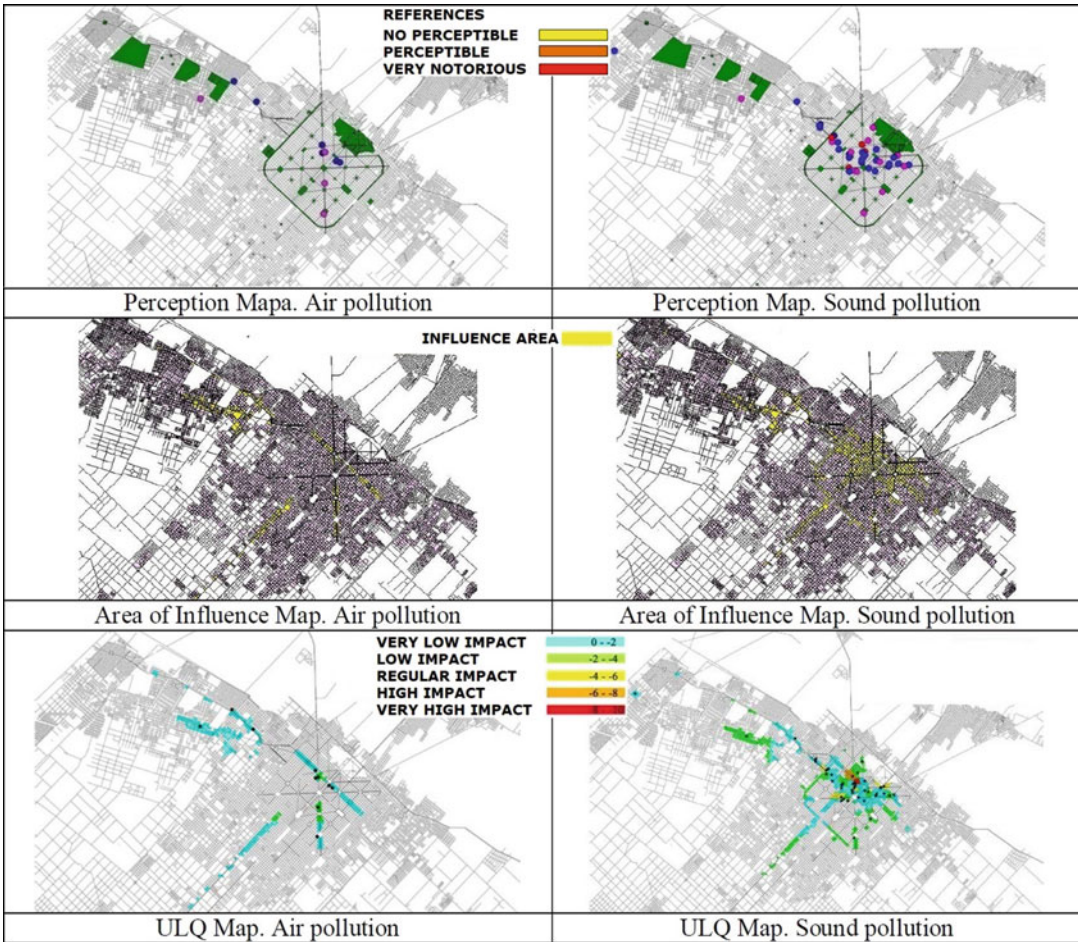 REFERENCES
NO PERCEPTIBLE
PERCEPTIBLE
VERY NOTORIOUS
Perception Mapa. Air pollution
Perception Map. Sound pollution
INFLUENCE AREA
Area of Influence Map. Air pollution
Area of Influence Map. Sound pollution
VERY LOW IMPACT 0 - -2
LOW IMPACT -2 - -4
REGULAR IMPACT -4 - -6
HIGH IMPACT -6 - -8
VERY HIGH IMPACT
ULQ Map. Air pollution
ULQ Map. Sound pollution